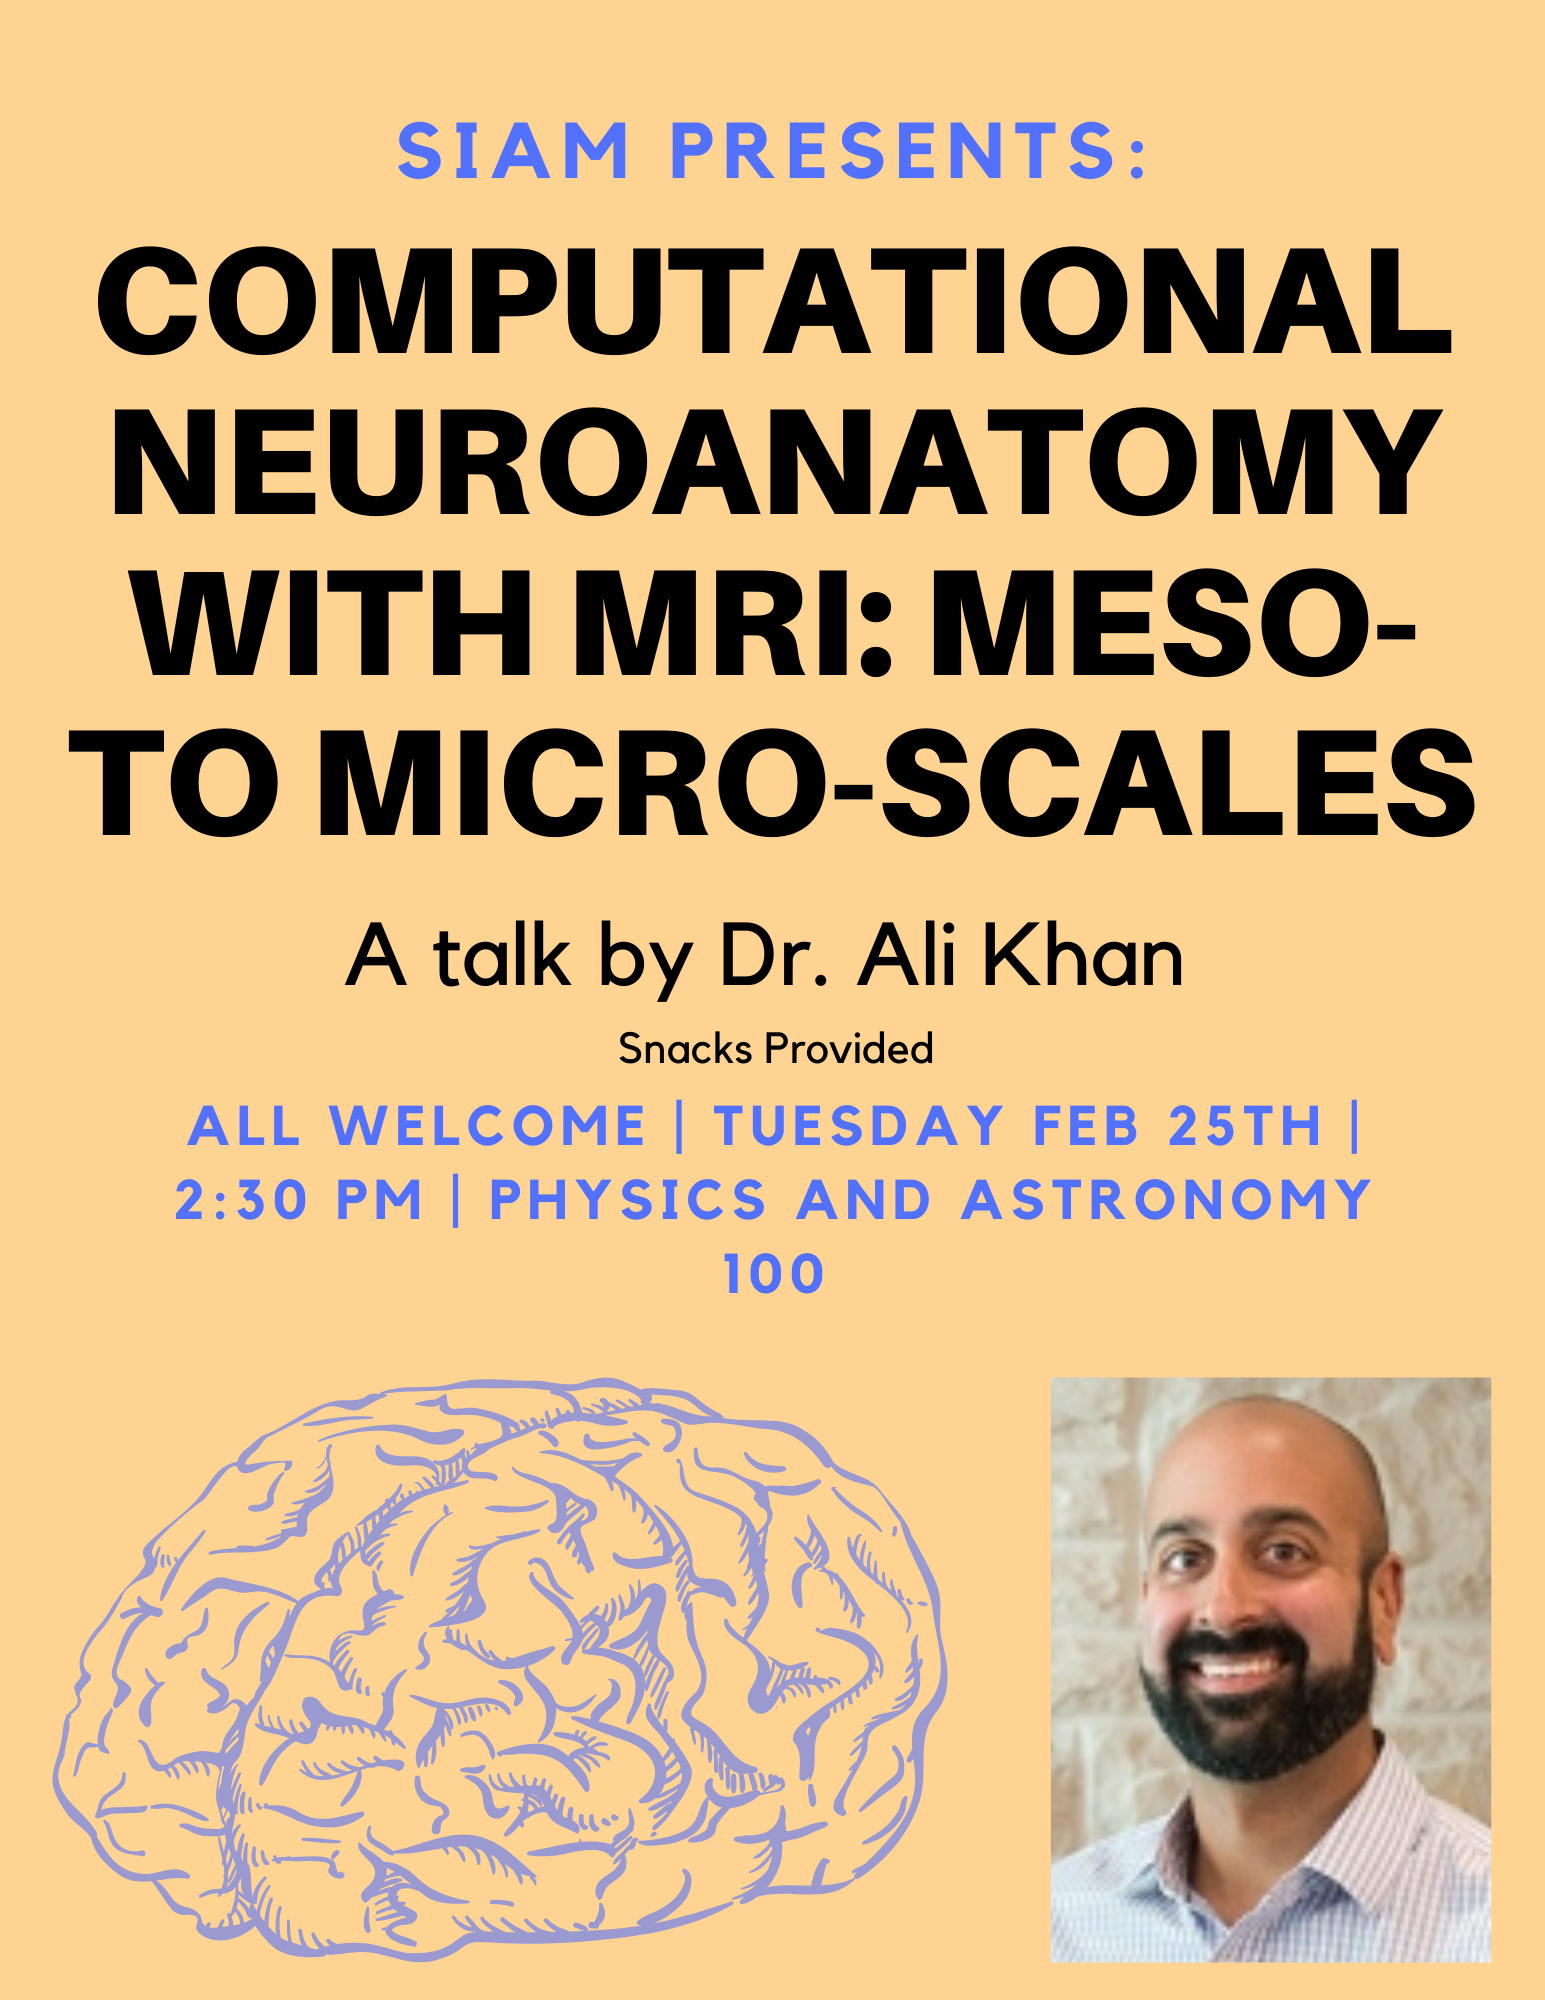 SIAM PRESENTS:
COMPUTATIONAL
NEUROANATOMY
WITH MRI: MESO-
TO MICRO-SCALES
A talk by Dr. Ali Khan
Snacks Provided
ALL WELCOME | TUESDAY FEB 25TH |
2:30 PM | PHYSICS AND ASTRONOMY
100